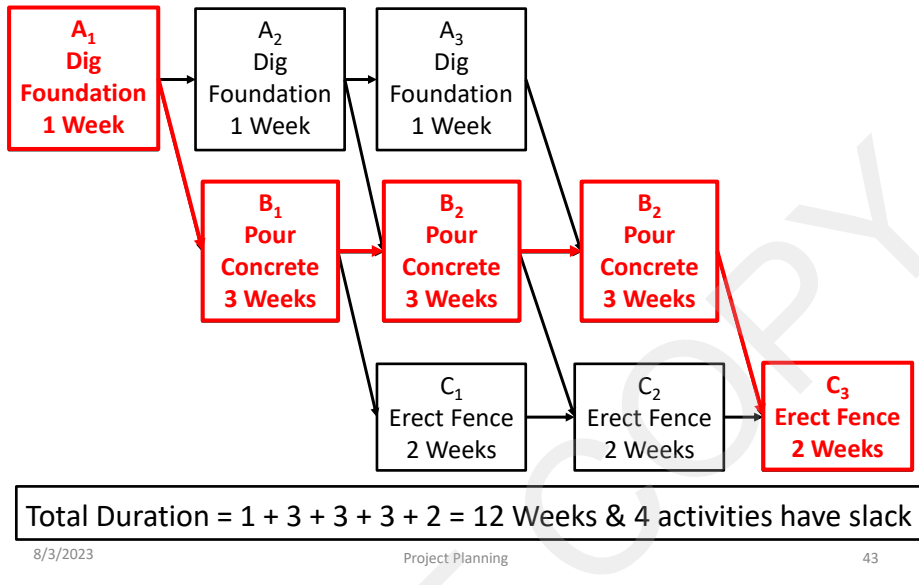 A₁
Dig
Foundation
1 Week
A₂
Dig
Foundation
1 Week
A₃
Dig
Foundation
1 Week
B₁
Pour
Concrete
3 Weeks
B₂
Pour
Concrete
3 Weeks
B₂
Pour
Concrete
3 Weeks
C₁
Erect Fence
2 Weeks
C₂
Erect Fence
2 Weeks
C₃
Erect Fence
2 Weeks
Total Duration = 1 + 3 + 3 + 3 + 2 = 12 Weeks & 4 activities have slack
8/3/2023
Project Planning
43
COPY